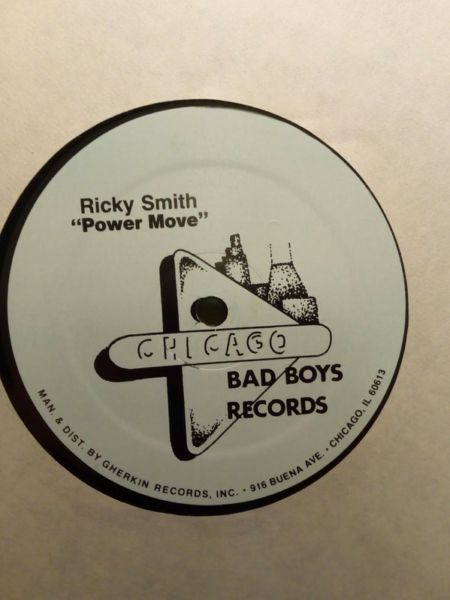 Ricky Smith
“Power Move”
CHICAGO
BAD BOYS
RECORDS
MAN. & DIST. BY GHERKIN RECORDS, INC. · 916 BUENA AVE. · CHICAGO, IL 60613